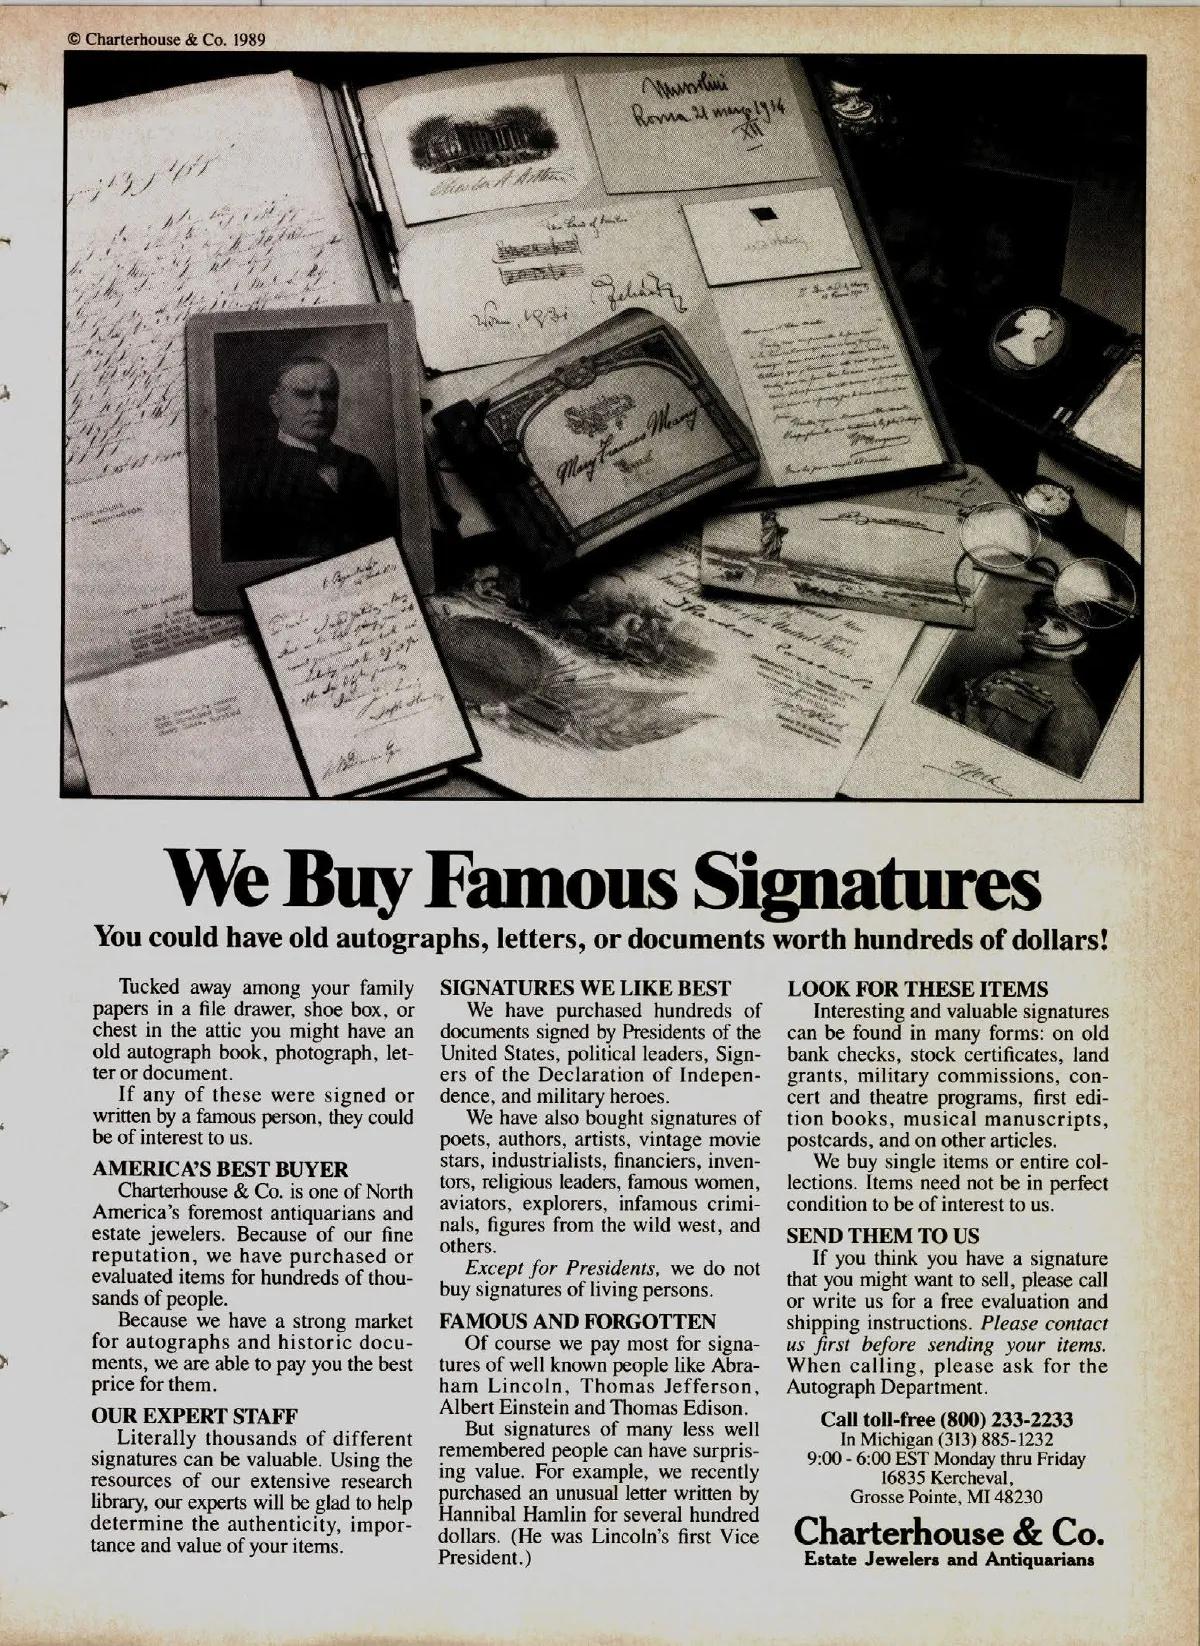 © Charterhouse & Co. 1989
Mussolini
Mary Frances Meany
WASHINGTON
We Buy Famous Signatures
You could have old autographs, letters, or documents worth hundreds of dollars!
Tucked away among your family
papers in a file drawer, shoe box, or
chest in the attic you might have an
old autograph book, photograph, let-
ter or document.
If any of these were signed or
written by a famous person, they could
be of interest to us.
AMERICA'S BEST BUYER
Charterhouse & Co. is one of North
America's foremost antiquarians and
estate jewelers. Because of our fine
reputation, we have purchased or
evaluated items for hundreds of thou-
sands of people.
Because we have a strong market
for autographs and historic docu-
ments, we are able to pay you the best
price for them.
OUR EXPERT STAFF
Literally thousands of different
signatures can be valuable. Using the
resources of our extensive research
library, our experts will be glad to help
determine the authenticity, impor-
tance and value of your items.
SIGNATURES WE LIKE BEST
We have purchased hundreds of
documents signed by Presidents of the
United States, political leaders, Sign-
ers of the Declaration of Indepen-
dence, and military heroes.
We have also bought signatures of
poets, authors, artists, vintage movie
stars, industrialists, financiers, inven-
tors, religious leaders, famous women,
aviators, explorers, infamous crimi-
nals, figures from the wild west, and
others.
Except for Presidents, we do not
buy signatures of living persons.
FAMOUS AND FORGOTTEN
Of course we pay most for signa-
tures of well known people like Abra-
ham Lincoln, Thomas Jefferson,
Albert Einstein and Thomas Edison.
But signatures of many less well
remembered people can have surpris-
ing value. For example, we recently
purchased an unusual letter written by
Hannibal Hamlin for several hundred
dollars. (He was Lincoln's first Vice
President.)
LOOK FOR THESE ITEMS
Interesting and valuable signatures
can be found in many forms: on old
bank checks, stock certificates, land
grants, military commissions, con-
cert and theatre programs, first edi-
tion books, musical manuscripts,
postcards, and on other articles.
We buy single items or entire col-
lections. Items need not be in perfect
condition to be of interest to us.
SEND THEM TO US
If you think you have a signature
that you might want to sell, please call
or write us for a free evaluation and
shipping instructions. Please contact
us first before sending your items.
When calling, please ask for the
Autograph Department.
Call toll-free (800) 233-2233
In Michigan (313) 885-1232
9:00 - 6:00 EST Monday thru Friday
16835 Kercheval,
Grosse Pointe, MI 48230
Charterhouse & Co.
Estate Jewelers and Antiquarians